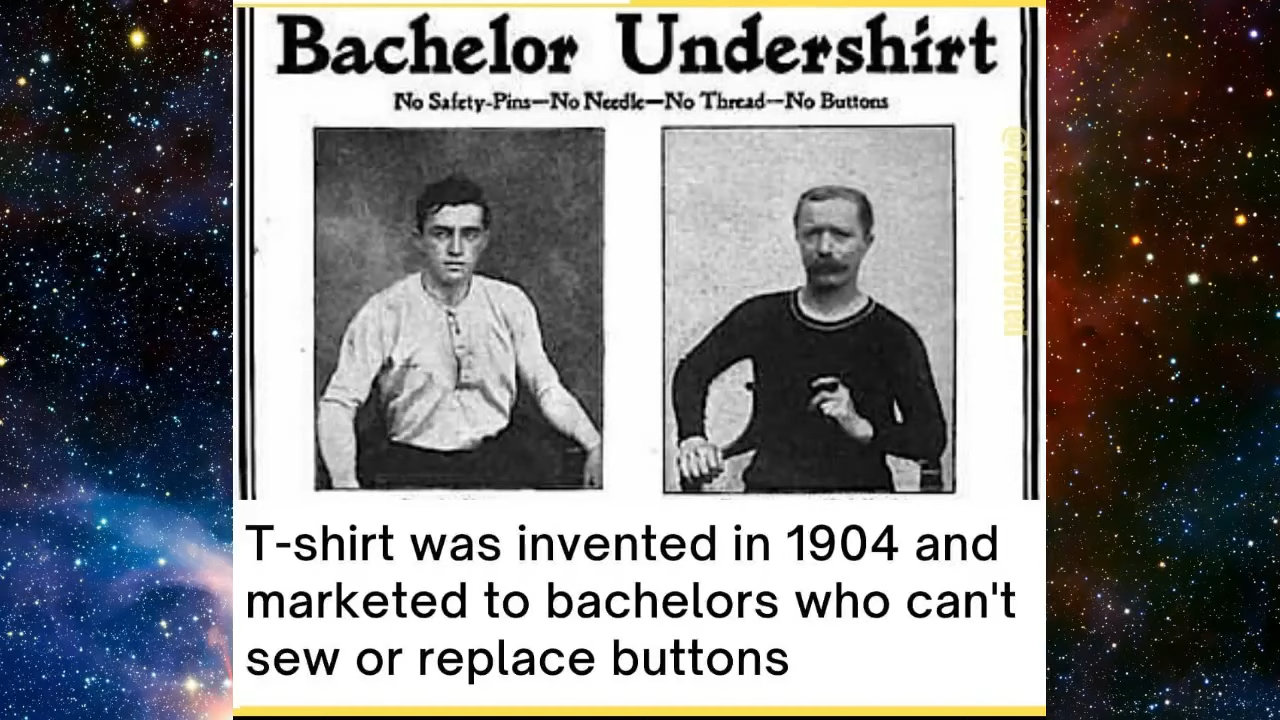 Bachelor Undershirt
No Safety-Pins—No Needle—No Thread—No Buttons
@factsdiscovered
T-shirt was invented in 1904 and
marketed to bachelors who can't
sew or replace buttons